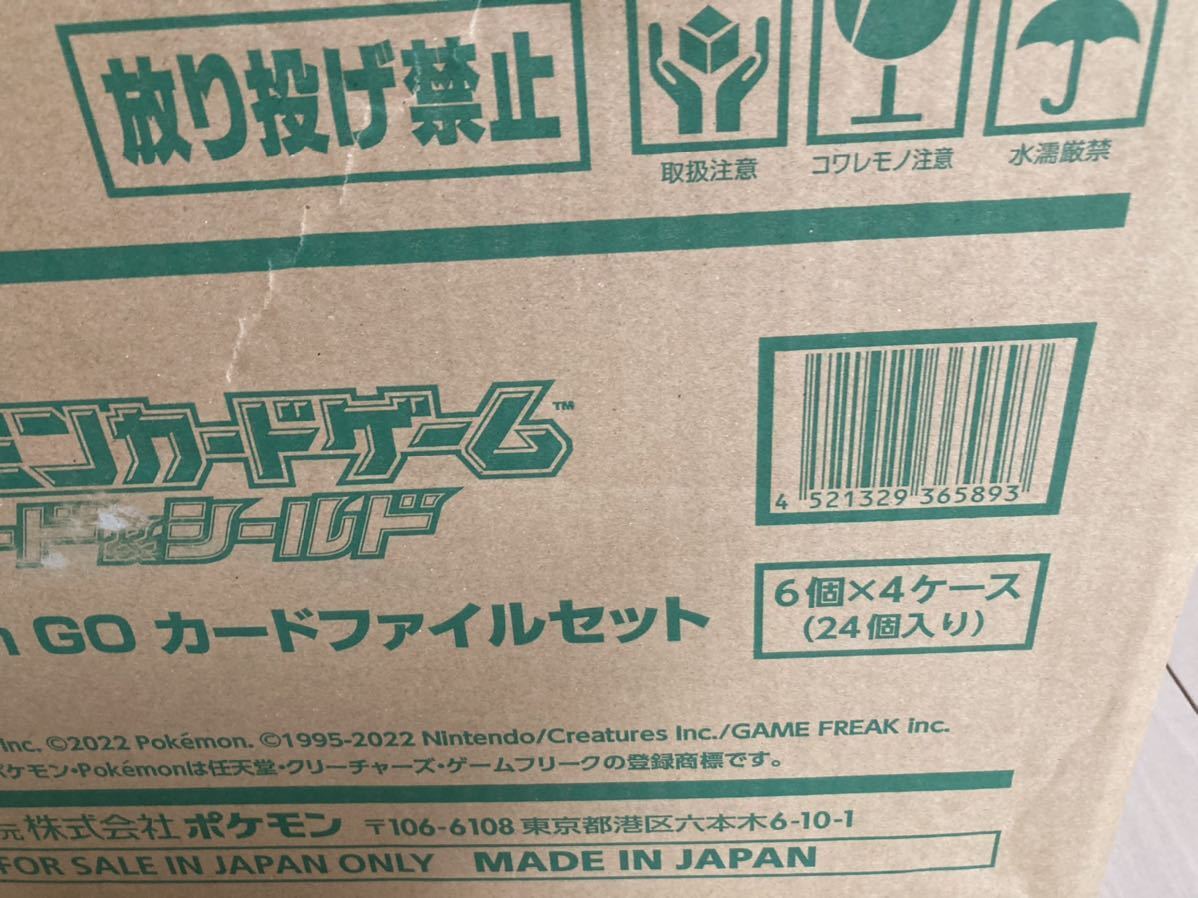 放り投げ禁止
取扱注意
コワレモノ注意
水濡厳禁
モンカードゲーム™
ード&シールド
4 521329 365893
GO カードファイルセット
6個×4ケース
(24個入り)
Inc. ©2022 Pokémon. ©1995-2022 Nintendo/Creatures Inc./GAME FREAK inc.
ポケモン・Pokémonは任天堂・クリーチャーズ・ゲームフリークの登録商標です。
元 株式会社 ポケモン 〒106-6108 東京都港区六本木6-10-1
FOR SALE IN JAPAN ONLY MADE IN JAPAN